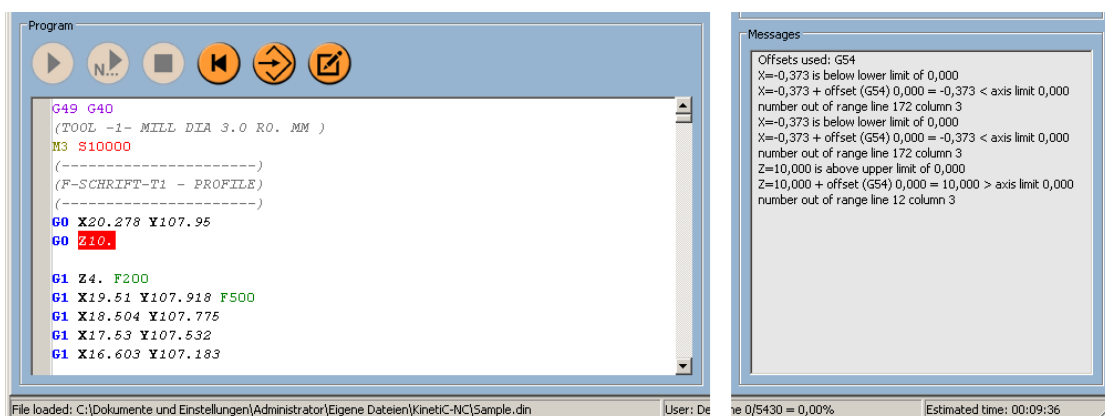 Program
N...
G49 G40
(TOOL -1- MILL DIA 3.0 R0. MM )
M3 S10000
(----------------------)
(F-SCHRIFT-T1 - PROFILE)
(----------------------)
G0 X20.278 Y107.95
G0 Z10.
G1 Z4. F200
G1 X19.51 Y107.918 F500
G1 X18.504 Y107.775
G1 X17.53 Y107.532
G1 X16.603 Y107.183
File loaded: C:\Dokumente und Einstellungen\Administrator\Eigene Dateien\KinetiC-NC\Sample.din
User: De
Messages
Offsets used: G54
X=-0,373 is below lower limit of 0,000
X=-0,373 + offset (G54) 0,000 = -0,373 < axis limit 0,000
number out of range line 172 column 3
X=-0,373 is below lower limit of 0,000
X=-0,373 + offset (G54) 0,000 = -0,373 < axis limit 0,000
number out of range line 172 column 3
Z=10,000 is above upper limit of 0,000
Z=10,000 + offset (G54) 0,000 = 10,000 > axis limit 0,000
number out of range line 12 column 3
ne 0/5430 = 0,00%
Estimated time: 00:09:36